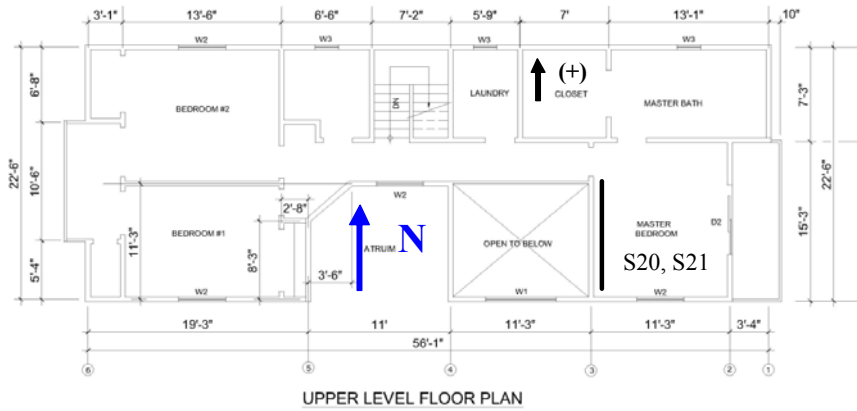 3'-1" 13'-6" 6'-6" 7'-2" 5'-9" 7' 13'-1" 10"
W2 W3 W3 W3
(+)
6'-8" BEDROOM #2 DN LAUNDRY CLOSET MASTER BATH 7'-3"
22'-6" 10'-6" 22'-6"
W2
2'-8"
BEDROOM #1 11'-3" 8'-3" ATRUIM N OPEN TO BELOW MASTER BEDROOM D2 15'-3"
S20, S21
3'-6"
5'-4" W2 W1 W2
19'-3" 11' 11'-3" 11'-3" 3'-4"
56'-1"
6 5 4 3 2 1
UPPER LEVEL FLOOR PLAN